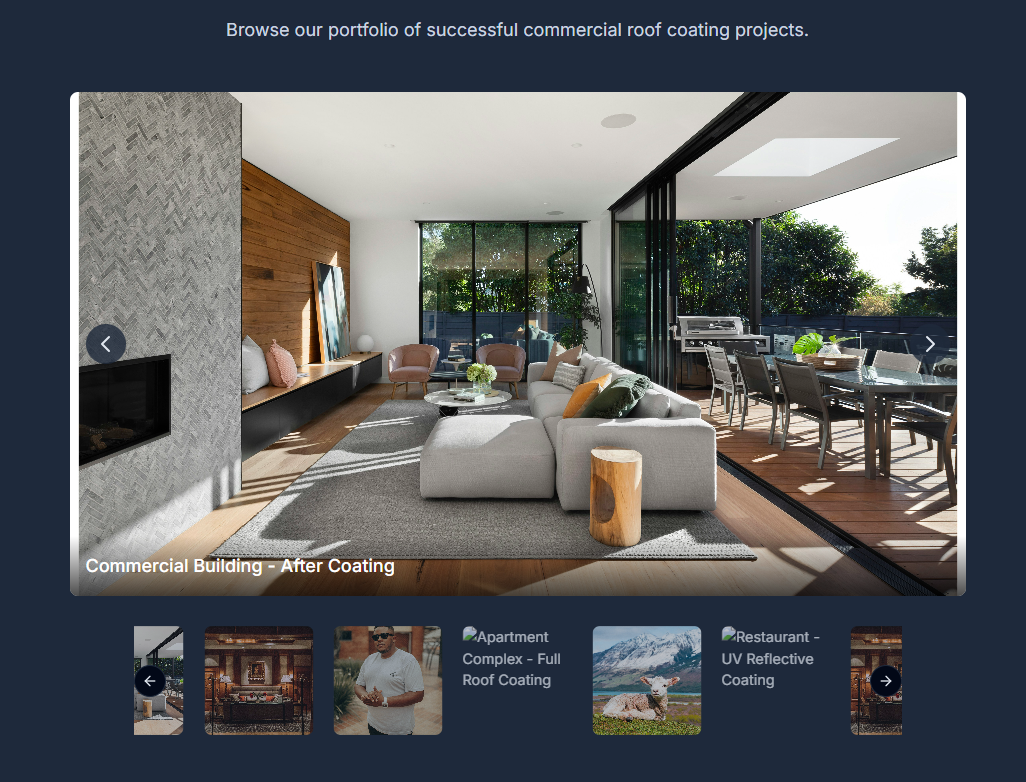 Browse our portfolio of successful commercial roof coating projects.
Commercial Building - After Coating
Apartment
Complex - Full
Roof Coating
Restaurant -
UV Reflective
Coating